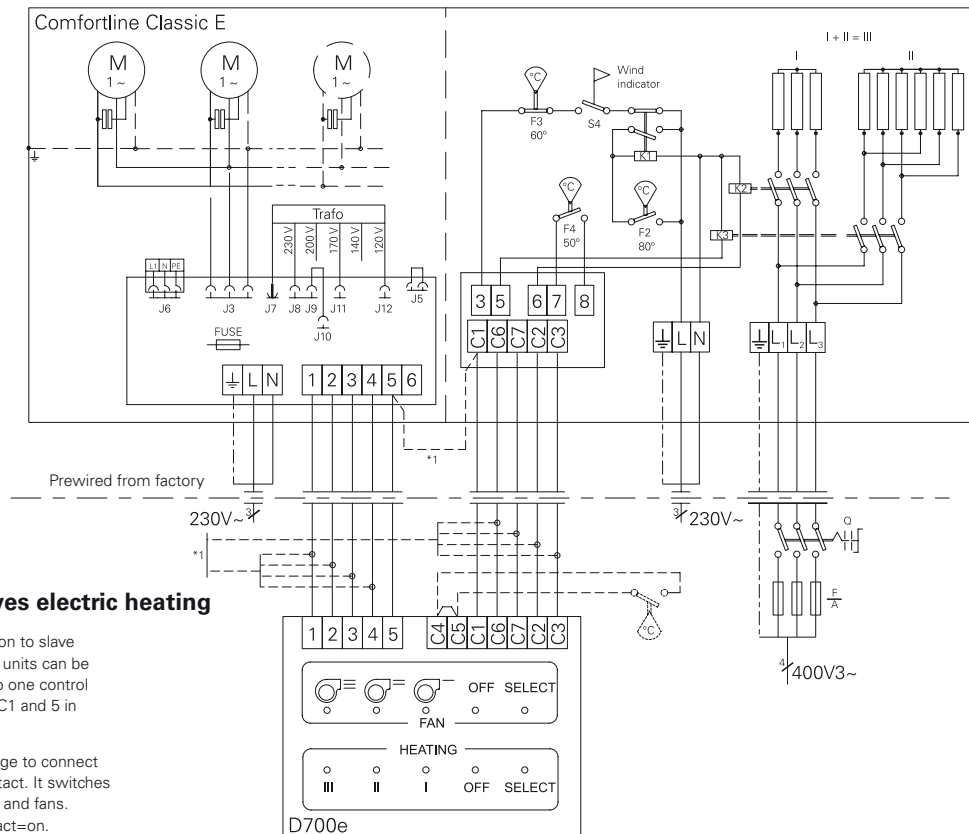 Comfortline Classic E
M
1 ~
M
1 ~
M
1 ~
Trafo
230 V
200 V
170 V
140 V
120 V
L1 N PE
J6
J3
J7
J8
J9
J10
J11
J12
J5
FUSE
L N
1 2 3 4 5 6
*1
I + II = III
I
II
°C
F3
60°
Wind
indicator
S4
K1
°C
F4
50°
°C
F2
80°
K2
K3
3 5 6 7 8
C1 C6 C7 C2 C3
L N
L1 L2 L3
Prewired from factory
3
230V~
3
230V~
*1
Q
F
A
4
400V3~
°C
ves electric heating
on to slave
units can be
o one control
C1 and 5 in
ge to connect
tact. It switches
and fans.
act=on.
1 2 3 4 5
C4 C5 C1 C6 C7 C2 C3
OFF SELECT
FAN
HEATING
III II I OFF SELECT
D700e